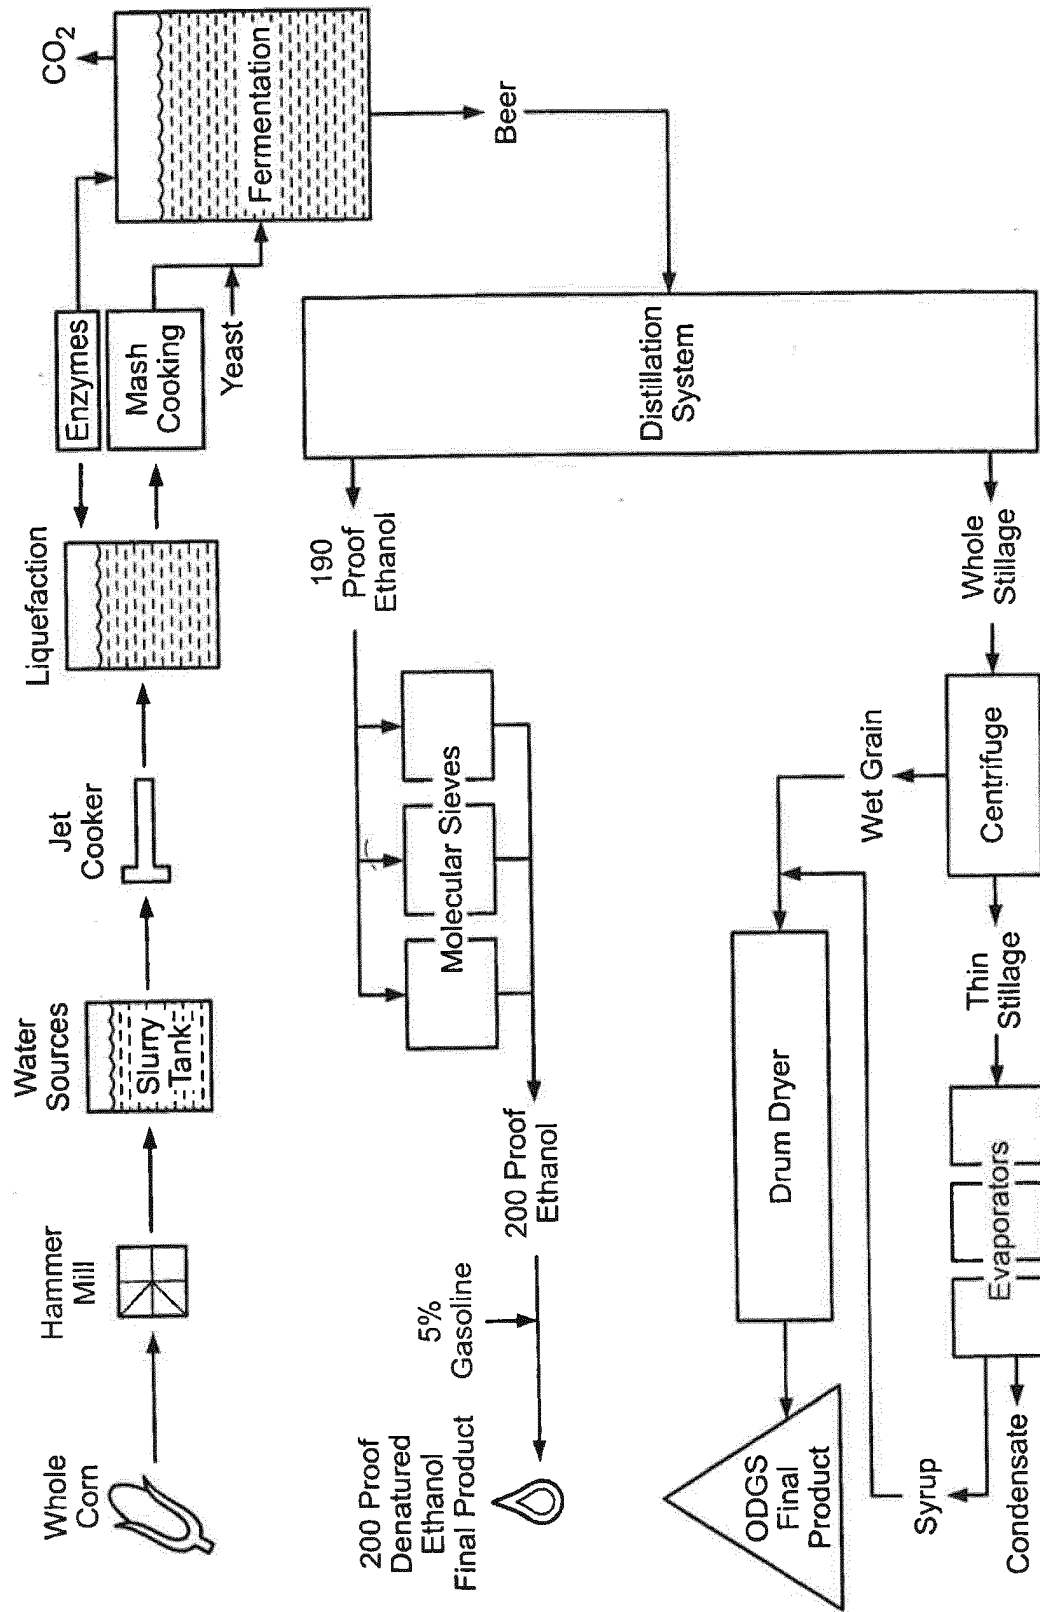 Whole
Corn
Hammer
Mill
Water
Sources
Slurry
Tank
Jet
Cooker
Liquefaction
Enzymes
Mash
Cooking
Yeast
CO2
Fermentation
Beer
Distillation
System
190
Proof
Ethanol
Molecular Sieves
200 Proof
Ethanol
5%
Gasoline
200 Proof
Denatured
Ethanol
Final Product
Whole
Stillage
Centrifuge
Wet Grain
Thin
Stillage
Evaporators
Syrup
Condensate
Drum Dryer
ODGS
Final
Product